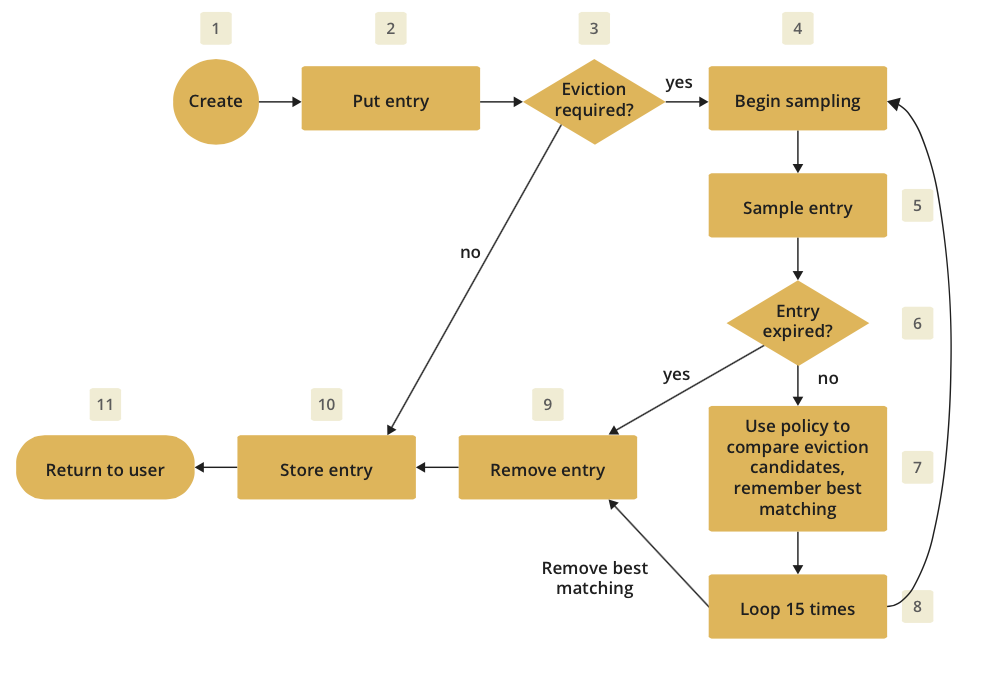 1
2
3
4
Create
Put entry
Eviction
required?
yes
Begin sampling
Sample entry
5
no
Entry
expired?
6
yes
no
11
10
9
Return to user
Store entry
Remove entry
Use policy to
compare eviction
candidates,
remember best
matching
7
Remove best
matching
Loop 15 times
8